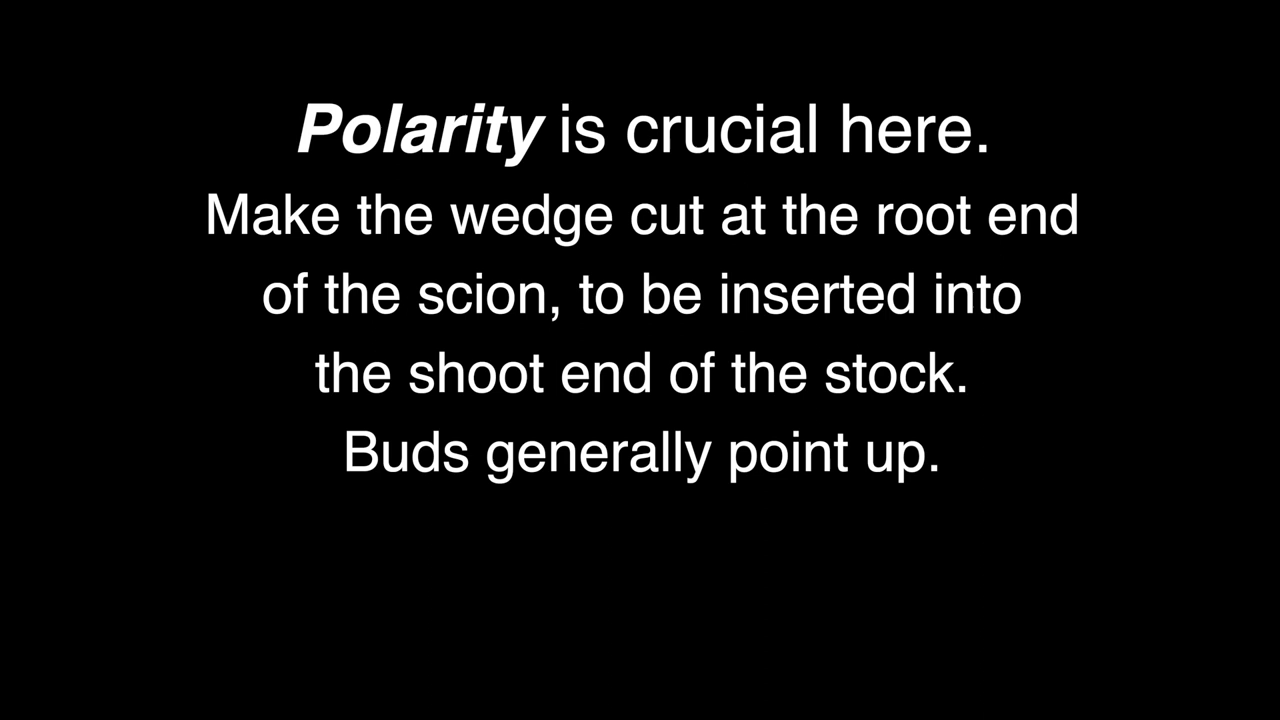 Polarity is crucial here.
Make the wedge cut at the root end
of the scion, to be inserted into
the shoot end of the stock.
Buds generally point up.